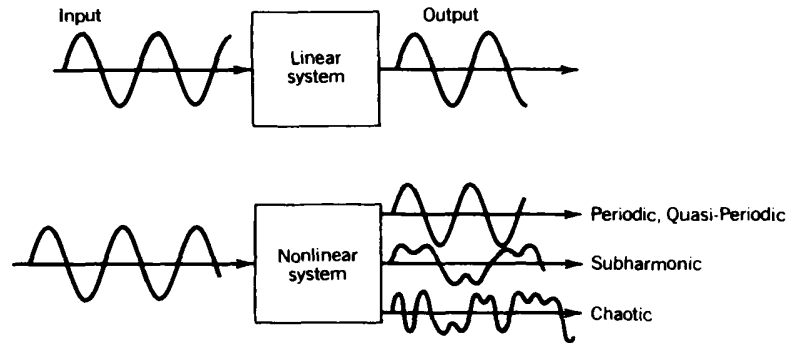 Input
Output
Linear
system
Nonlinear
system
Periodic, Quasi-Periodic
Subharmonic
Chaotic